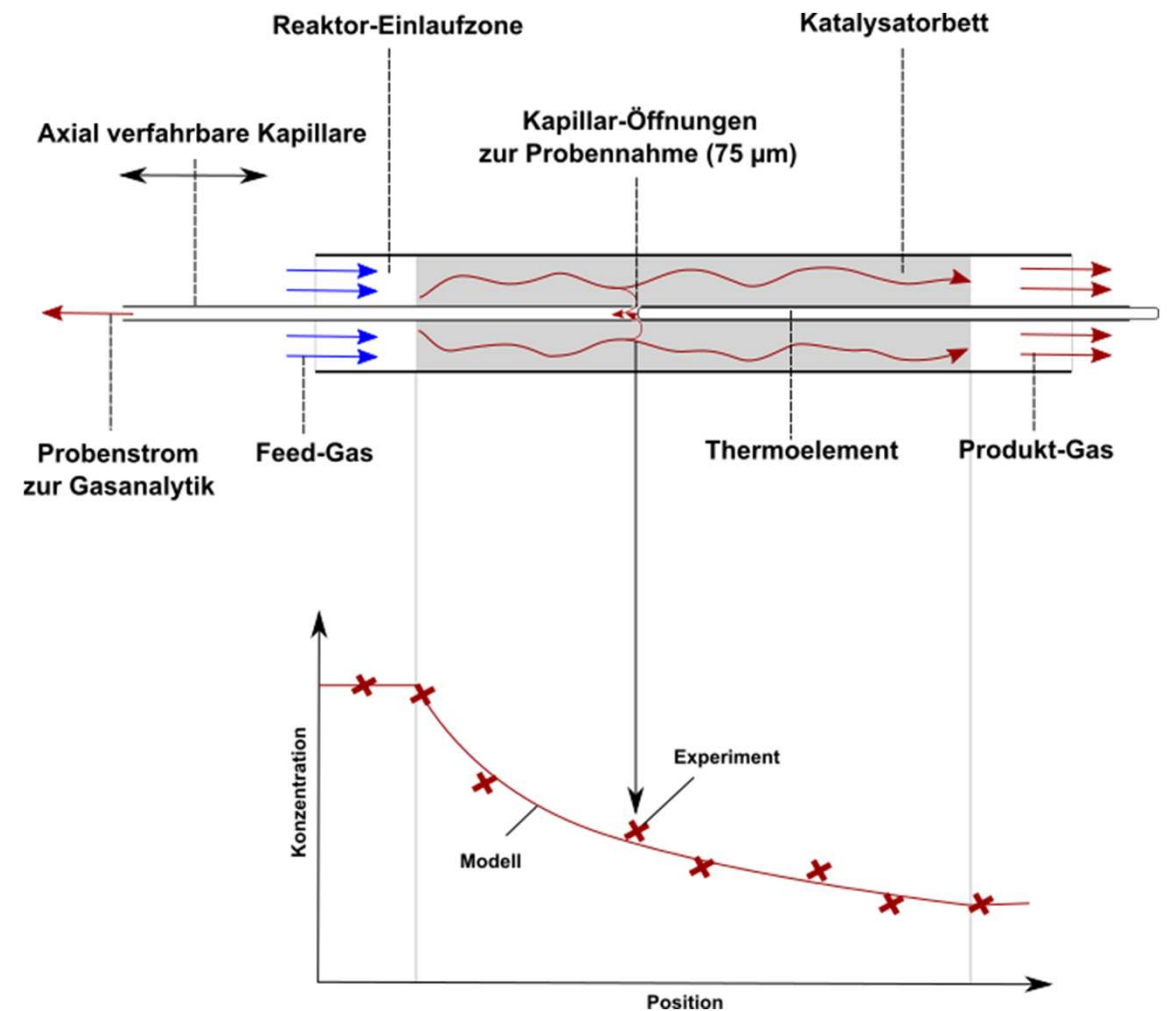 Reaktor-Einlaufzone
Katalysatorbett
Axial verfahrbare Kapillare
Kapillar-Öffnungen
zur Probennahme (75 µm)
Probenstrom
zur Gasanalytik
Feed-Gas
Thermoelement
Produkt-Gas
Konzentration
Experiment
Modell
Position